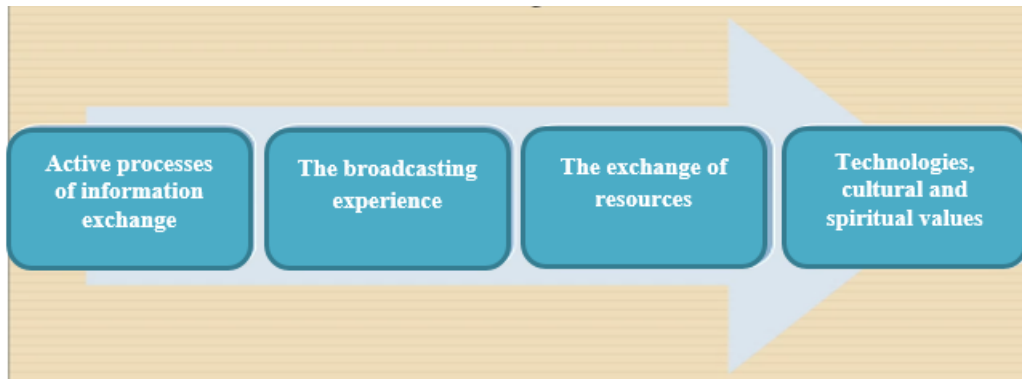 Active processes
of information
exchange
The broadcasting
experience
The exchange of
resources
Technologies,
cultural and
spiritual values